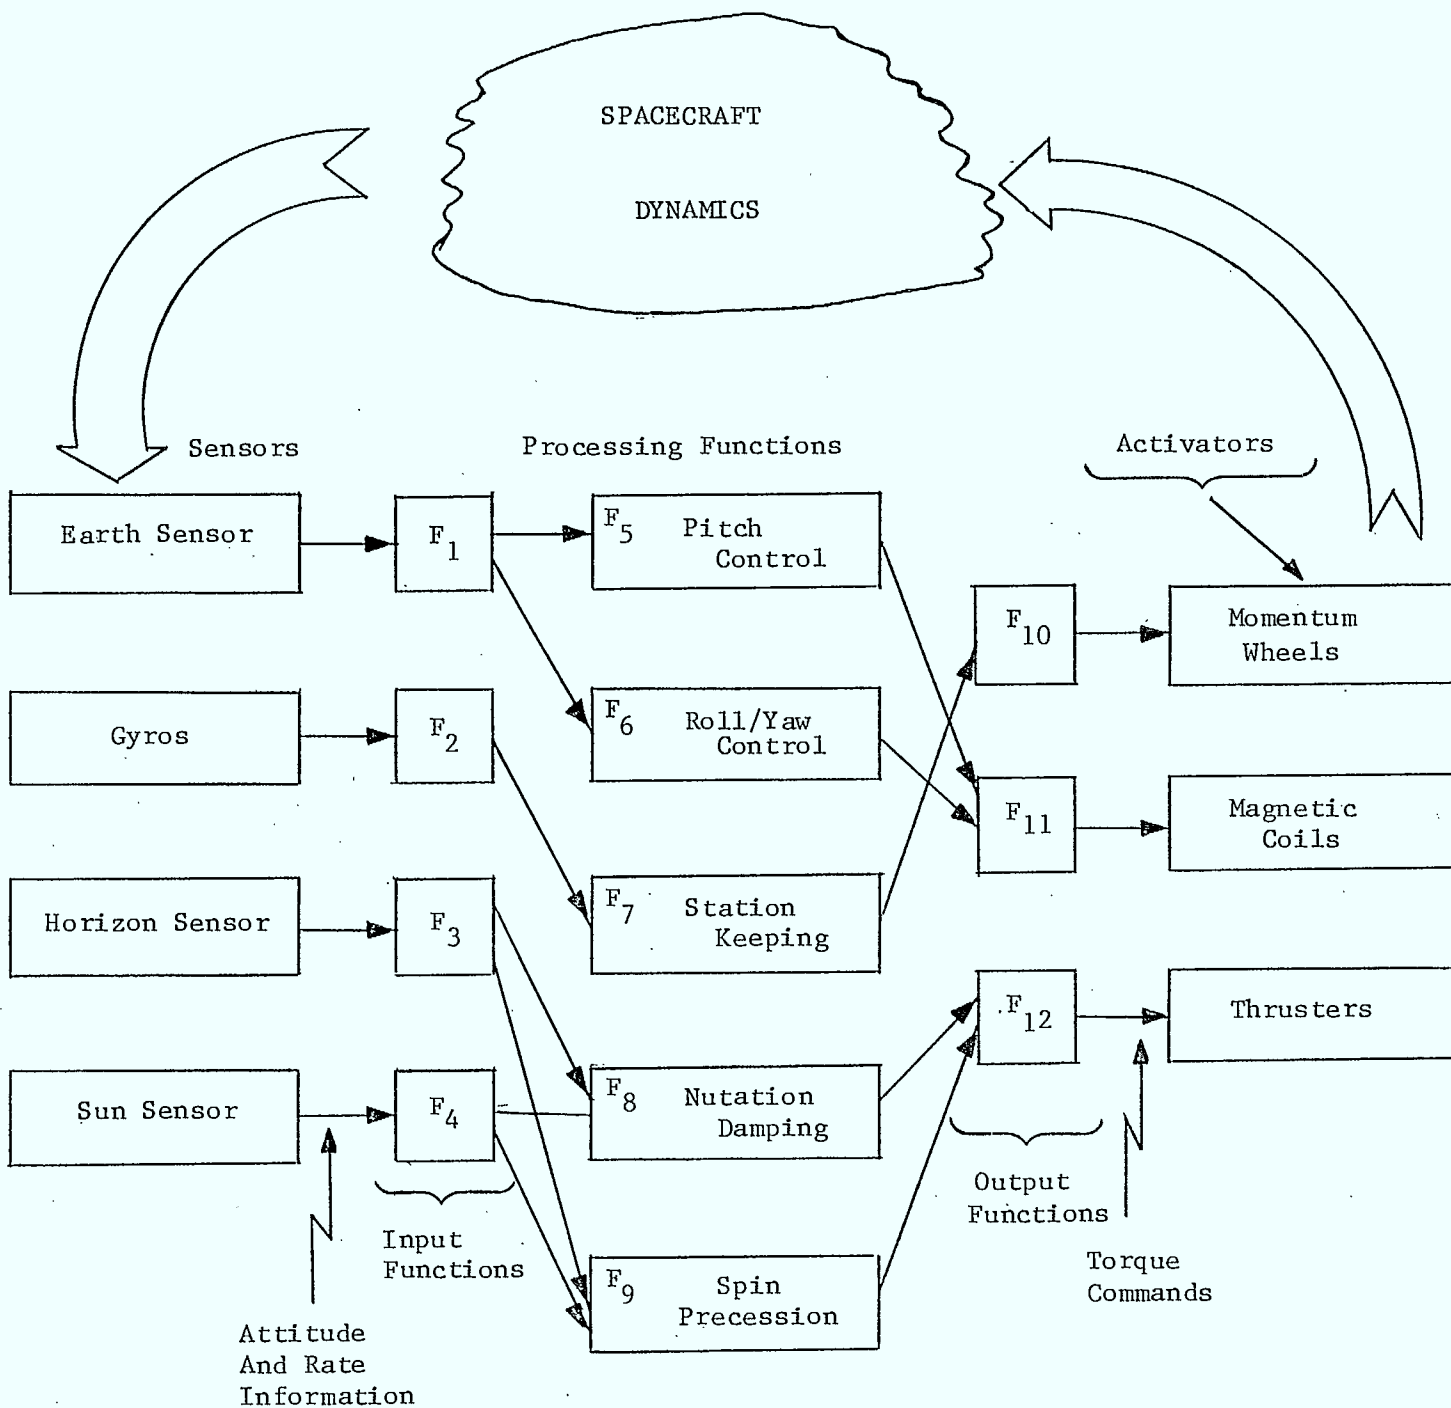 SPACECRAFT
DYNAMICS
Sensors
Processing Functions
Activators
Earth Sensor
F1
F5 Pitch
Control
F10
Momentum
Wheels
Gyros
F2
F6 Roll/Yaw
Control
F11
Magnetic
Coils
Horizon Sensor
F3
F7 Station
Keeping
F12
Thrusters
Sun Sensor
F4
F8 Nutation
Damping
Output
Functions
Input
Functions
Torque
Commands
F9 Spin
Precession
Attitude
And Rate
Information